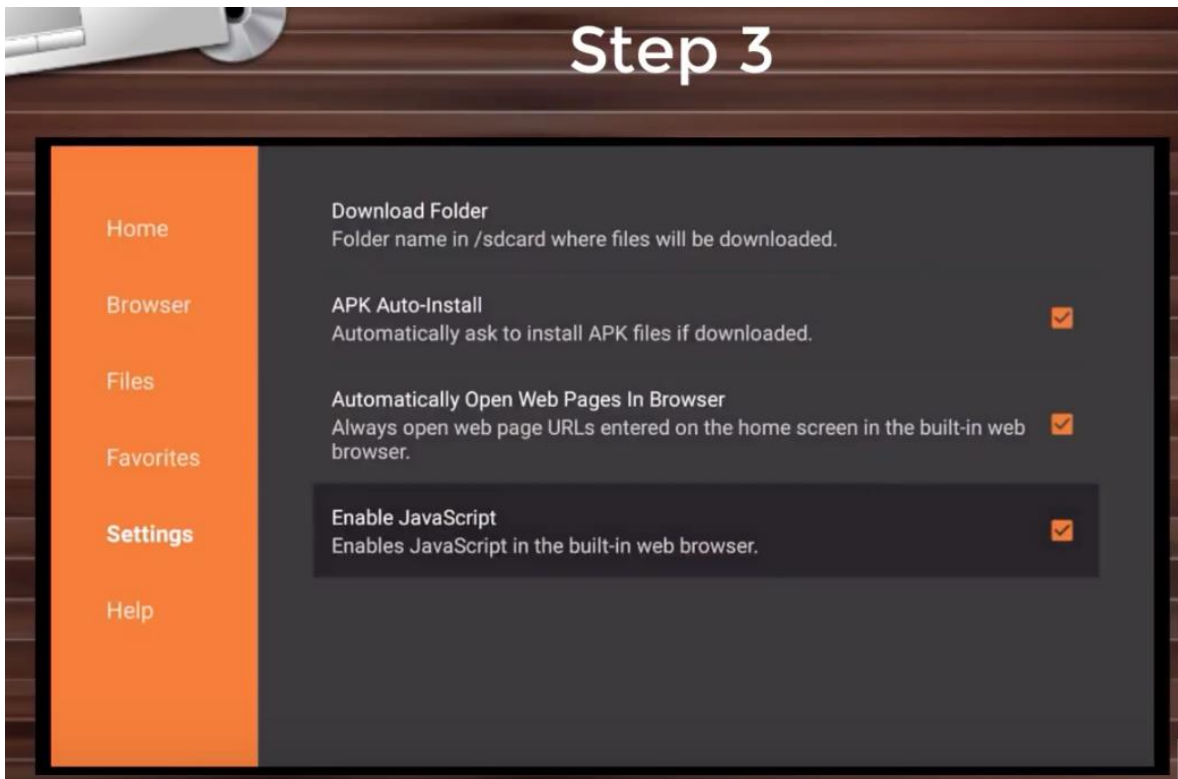 Step 3
Home
Browser
Files
Favorites
Settings
Help
Download Folder
Folder name in /sdcard where files will be downloaded.
APK Auto-Install
Automatically ask to install APK files if downloaded.
Automatically Open Web Pages In Browser
Always open web page URLs entered on the home screen in the built-in web
browser.
Enable JavaScript
Enables JavaScript in the built-in web browser.